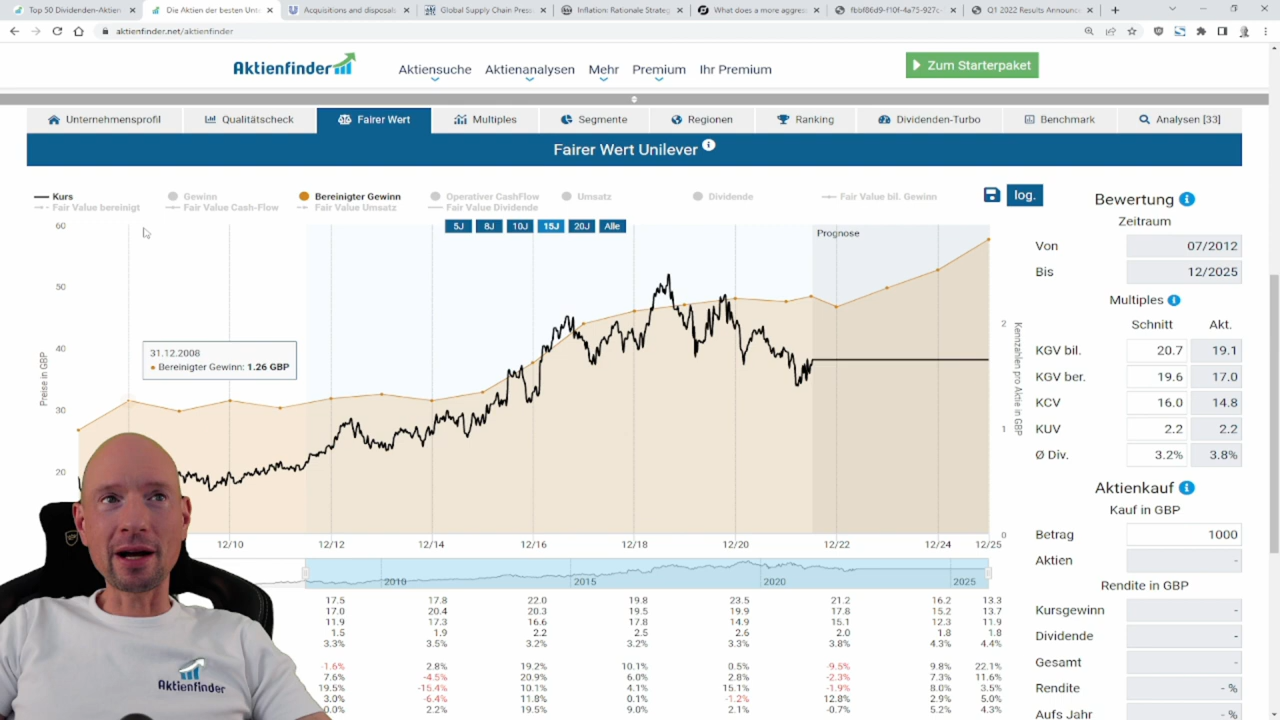 Top 50 Dividenden-Aktien
Die Aktien der besten Unt
Acquisitions and disposals
Global Supply Chain Press
Inflation: Rationale Strateg
What does a more aggres
fbbf86d9-f10f-4a75-927c-
Q1 2022 Results Announc
aktienfinder.net/aktienfinder
Aktienfinder
Aktiensuche
Aktienanalysen
Mehr
Premium
Ihr Premium
Zum Starterpaket
Unternehmensprofil
Qualitätscheck
Fairer Wert
Multiples
Segmente
Regionen
Ranking
Dividenden-Turbo
Benchmark
Analysen [33]
Fairer Wert Unilever
Kurs
Gewinn
Bereinigter Gewinn
Operativer CashFlow
Umsatz
Dividende
Fair Value bil. Gewinn
Fair Value bereinigt
Fair Value Cash-Flow
Fair Value Umsatz
Fair Value Dividende
log.
5J 8J 10J 15J 20J Alle
Prognose
60
50
40
30
20
Preise in GBP
31.12.2008
Bereinigter Gewinn: 1.26 GBP
2
1
0
Kennzahlen pro Aktie in GBP
12/10 12/12 12/14 12/16 12/18 12/20 12/22 12/24 12/25
2010 2015 2020 2025
17.5 17.8 22.0 19.8 23.5 21.2 16.2 13.3
17.0 20.4 20.3 19.5 19.9 17.8 15.2 13.7
11.9 17.3 16.6 17.8 14.9 15.1 12.3 11.9
1.5 1.9 2.2 2.5 2.6 2.0 1.8 1.8
3.3% 3.5% 3.2% 3.2% 3.3% 3.8% 4.3% 4.4%
-1.6% 2.8% 19.2% 10.1% 0.5% -9.5% 9.8% 22.1%
7.6% -4.5% 20.9% 6.0% 2.8% -2.3% 7.3% 11.6%
19.5% -15.4% 10.1% 4.1% 15.1% -1.9% 8.0% 3.5%
3.0% -6.4% 11.8% 0.1% -1.2% 12.8% 2.9% 5.0%
0.0% 2.2% 19.5% 9.0% 2.1% -0.7% 5.2% 4.3%
Bewertung
Zeitraum
Von 07/2012
Bis 12/2025
Multiples
Schnitt Akt.
KGV bil. 20.7 19.1
KGV ber. 19.6 17.0
KCV 16.0 14.8
KUV 2.2 2.2
Ø Div. 3.2% 3.8%
Aktienkauf
Kauf in GBP
Betrag 1000
Aktien -
Rendite in GBP
Kursgewinn -
Dividende -
Gesamt -
Rendite - %
Aufs Jahr - %
Aktienfinder